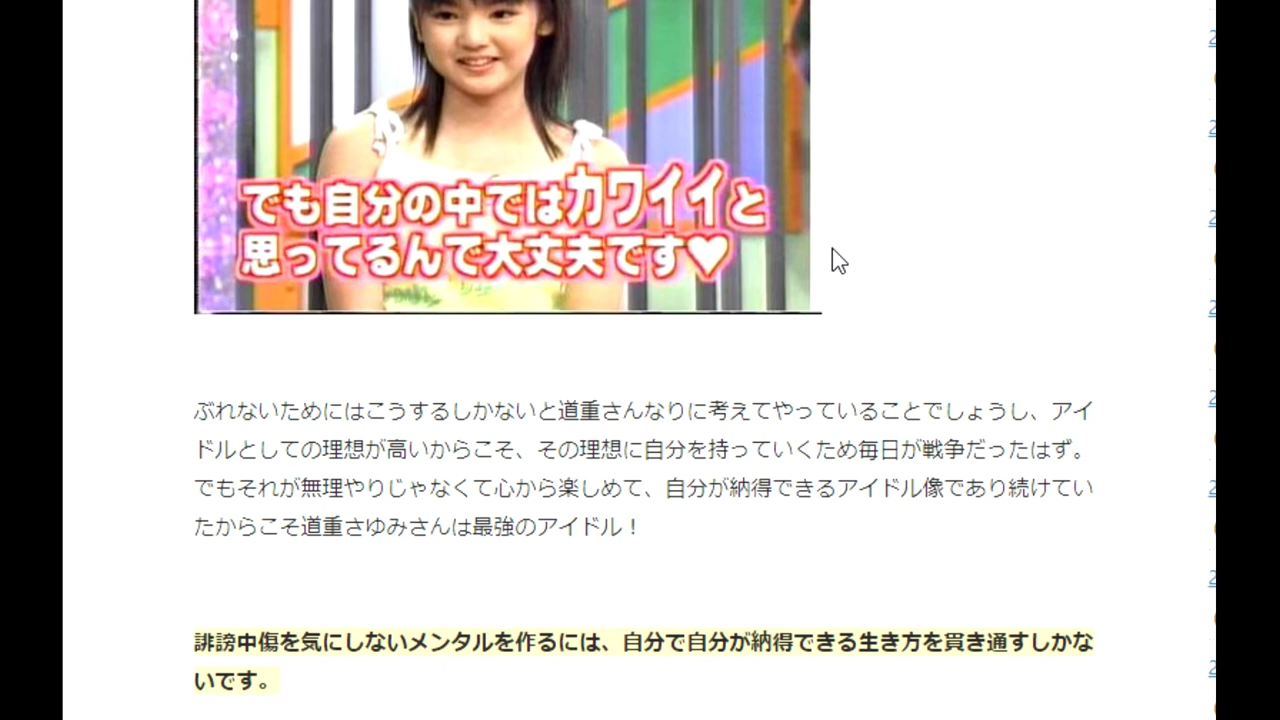 でも自分の中ではカワイイと
思ってるんで大丈夫です♥
ぶれないためにはこうするしかないと道重さんなりに考えてやっていることでしょうし、アイ
ドルとしての理想が高いからこそ、その理想に自分を持っていくため毎日が戦争だったはず。
でもそれが無理やりじゃなくて心から楽しめて、自分が納得できるアイドル像であり続けてい
たからこそ道重さゆみさんは最強のアイドル！
誹謗中傷を気にしないメンタルを作るには、自分で自分が納得できる生き方を貫き通すしかな
いです。